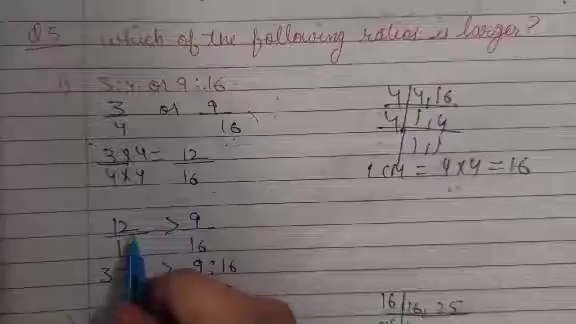 Q5 which of the following ratios is larger?
i) 3:4 or 9:16
3/4 or 9/16
3×4/4×4 = 12/16
12/ > 9/16
3 > 9:16
4 | 4, 16
4 | 1, 4
| 1, 1
LCM = 4×4 = 16
16 | 16, 25